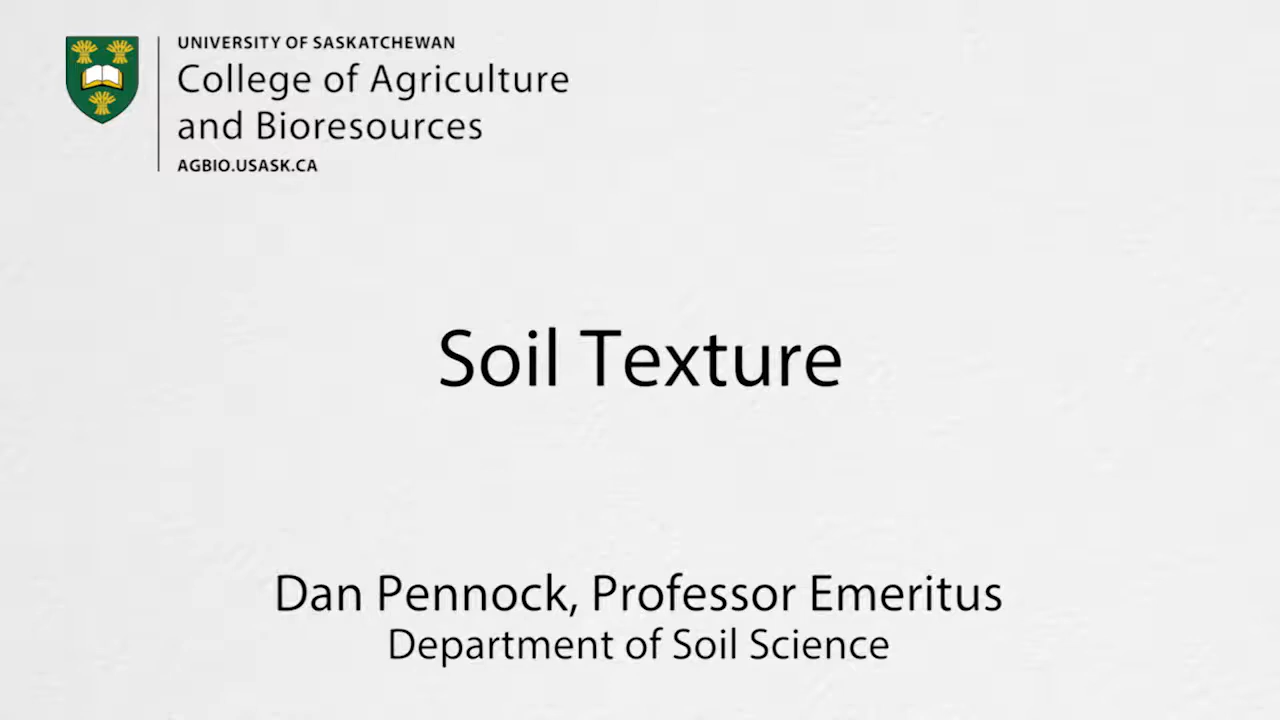 UNIVERSITY OF SASKATCHEWAN
College of Agriculture
and Bioresources
AGBIO.USASK.CA
Soil Texture
Dan Pennock, Professor Emeritus
Department of Soil Science